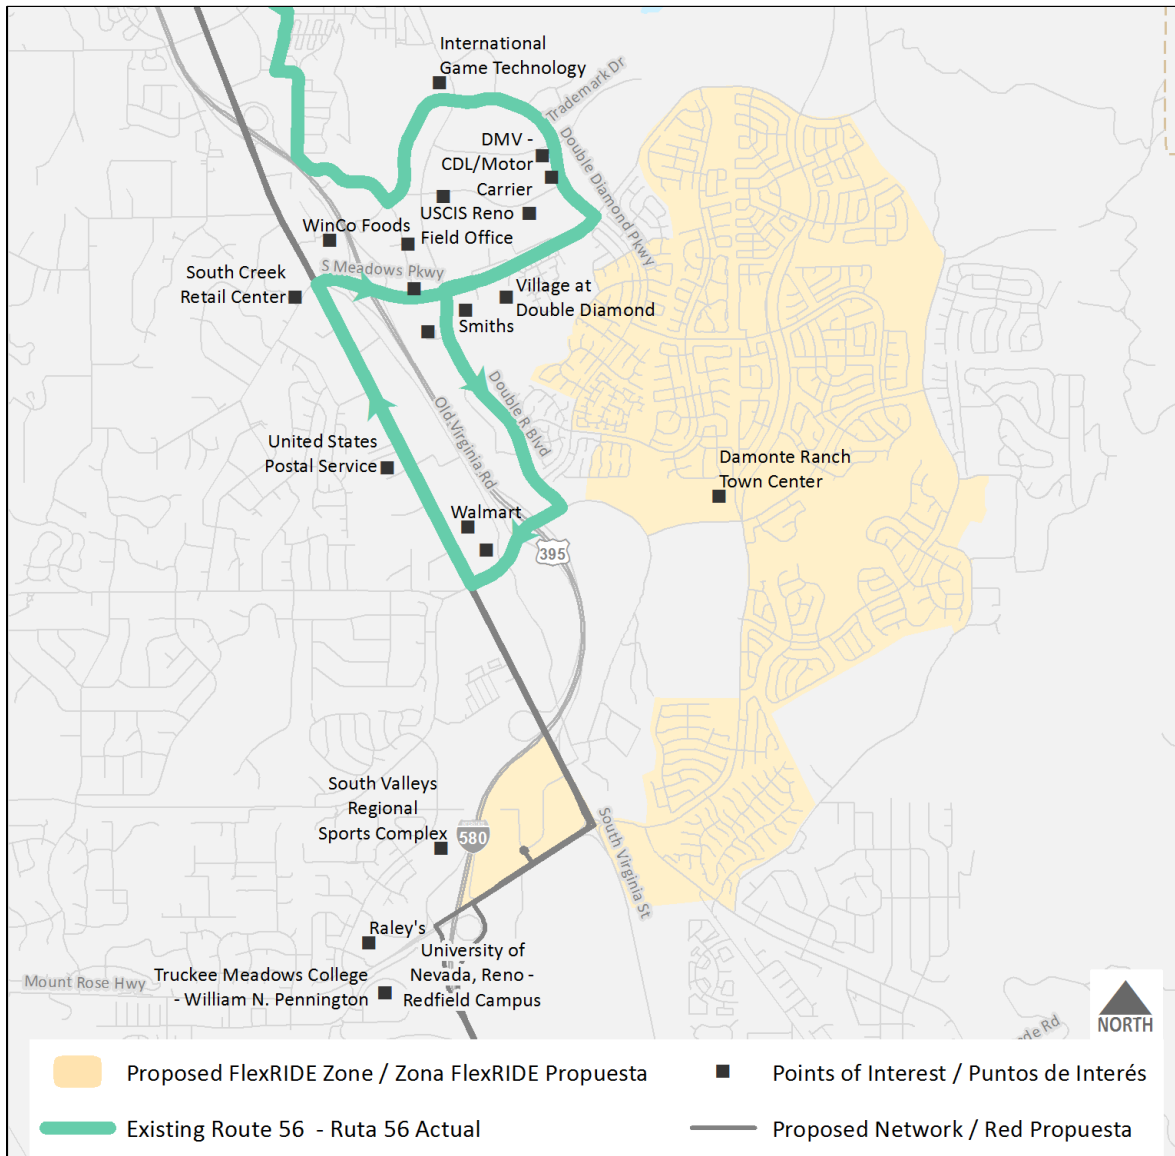 International
Game Technology
Trademark Dr
DMV -
CDL/Motor
Carrier
Double Diamond Pkwy
USCIS Reno
Field Office
WinCo Foods
S Meadows Pkwy
South Creek
Retail Center
Village at
Double Diamond
Smiths
Double R Blvd
Old Virginia Rd
United States
Postal Service
Damonte Ranch
Town Center
Walmart
395
South Valleys
Regional
Sports Complex
580
South Virginia St
Raley's
University of
Nevada, Reno -
Redfield Campus
Truckee Meadows College
- William N. Pennington
Mount Rose Hwy
NORTH
de Rd
Proposed FlexRIDE Zone / Zona FlexRIDE Propuesta
Points of Interest / Puntos de Interés
Existing Route 56 - Ruta 56 Actual
Proposed Network / Red Propuesta